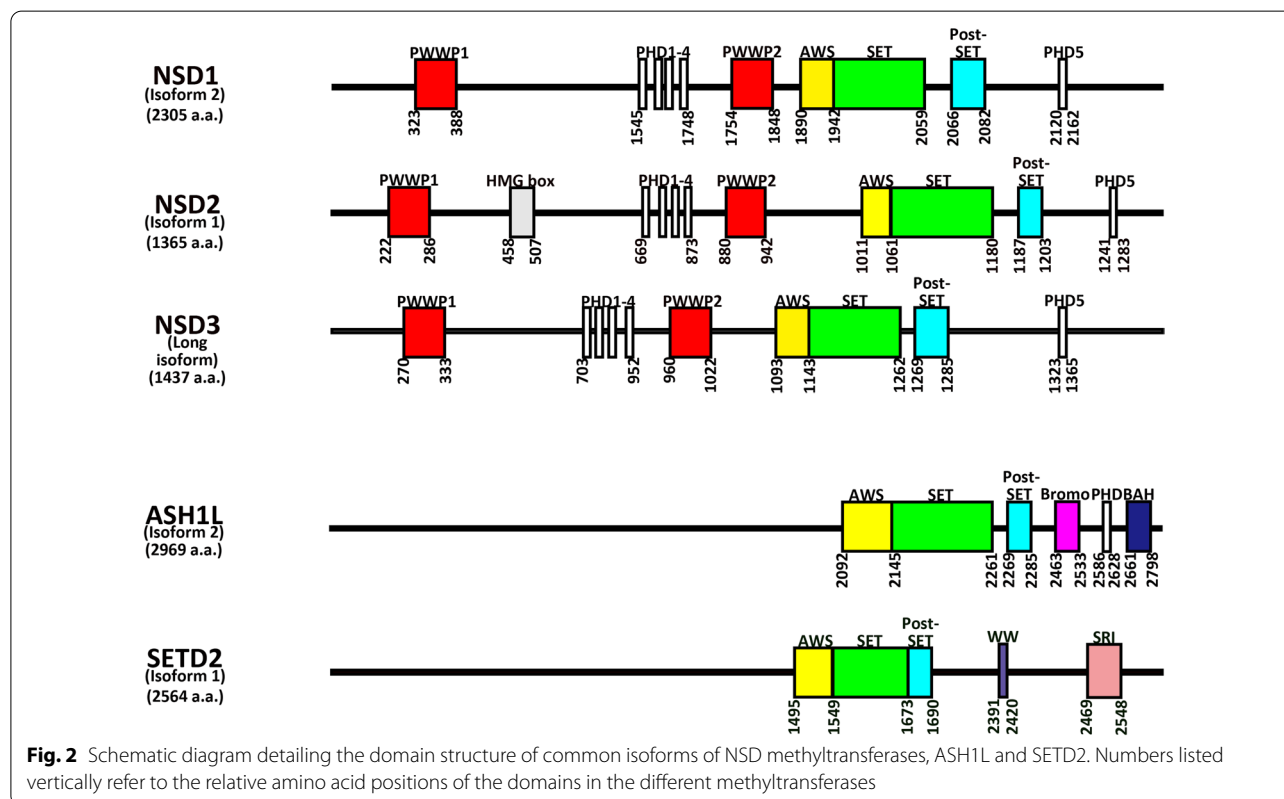 Post-
PWWP1 PHD1-4 PWWP2 AWS SET SET PHD5
NSD1
(Isoform 2)
(2305 a.a.)
323 388 1545 1748 1754 1848 1890 1942 2059 2066 2082 2120 2162
Post-
PWWP1 HMG box PHD1-4 PWWP2 AWS SET SET PHD5
NSD2
(Isoform 1)
(1365 a.a.)
222 286 458 507 669 873 880 942 1011 1061 1180 1187 1203 1241 1283
Post-
PWWP1 PHD1-4 PWWP2 AWS SET SET PHD5
NSD3
(Long
isoform)
(1437 a.a.)
270 333 703 952 960 1022 1093 1143 1262 1269 1285 1323 1365
Post-
AWS SET SET Bromo PHD BAH
ASH1L
(Isoform 2)
(2969 a.a.)
2092 2145 2261 2269 2285 2463 2533 2586 2628 2661 2798
Post-
AWS SET SET WW SRI
SETD2
(Isoform 1)
(2564 a.a.)
1495 1549 1673 1690 2391 2420 2469 2548
Fig. 2 Schematic diagram detailing the domain structure of common isoforms of NSD methyltransferases, ASH1L and SETD2. Numbers listed
vertically refer to the relative amino acid positions of the domains in the different methyltransferases